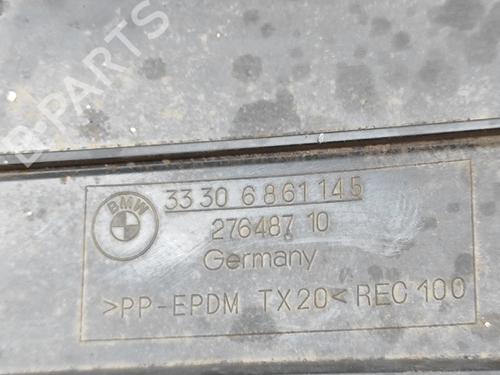 B-PARTS
BMW
33 30 6 861 145
276487 10
Germany
>PP-EPDM TX20< REC 100